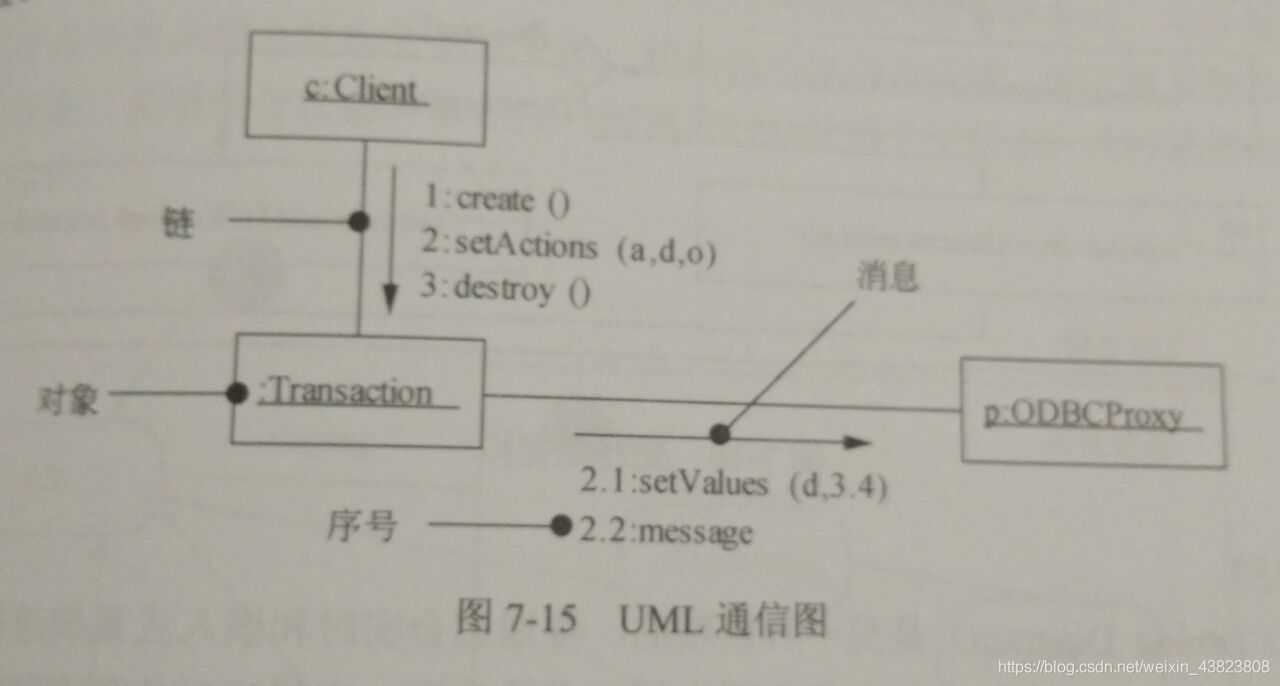 c:Client
1:create ()
链
2:setActions (a,d,o)
3:destroy ()
消息
对象
:Transaction
p:ODBCProxy
2.1:setValues (d,3.4)
序号
2.2:message
图 7-15 UML 通信图
https://blog.csdn.net/weixin_43823808